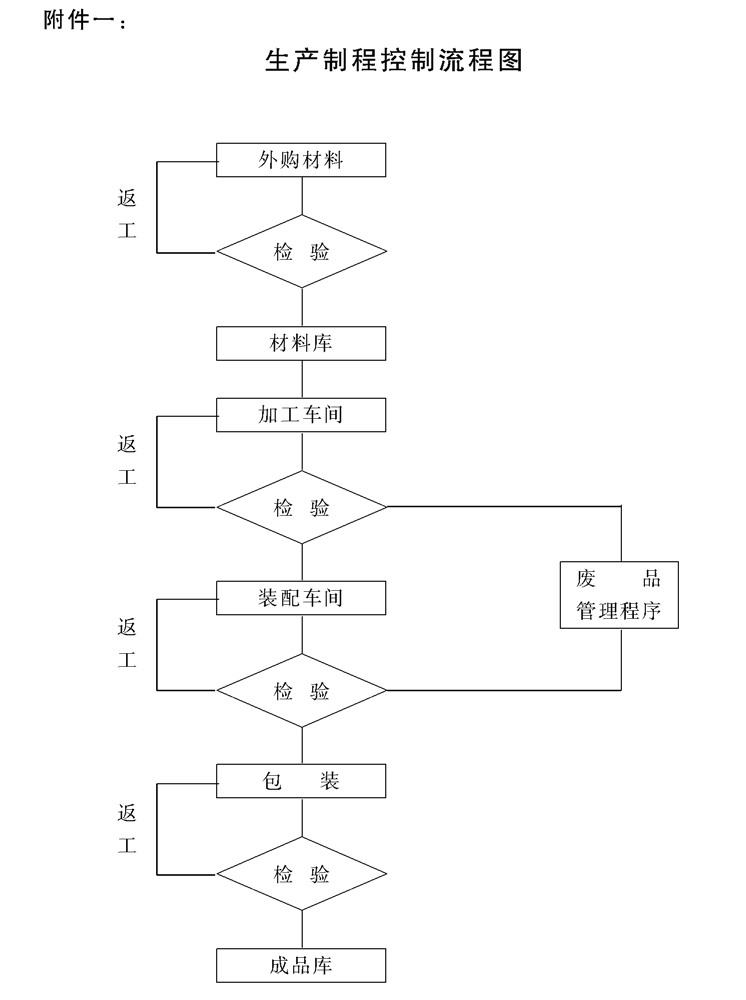 附件一：
生产制程控制流程图
外购材料
返
工
检 验
材料库
加工车间
返
工
检 验
废 品
管理程序
装配车间
返
工
检 验
包 装
返
工
检 验
成品库